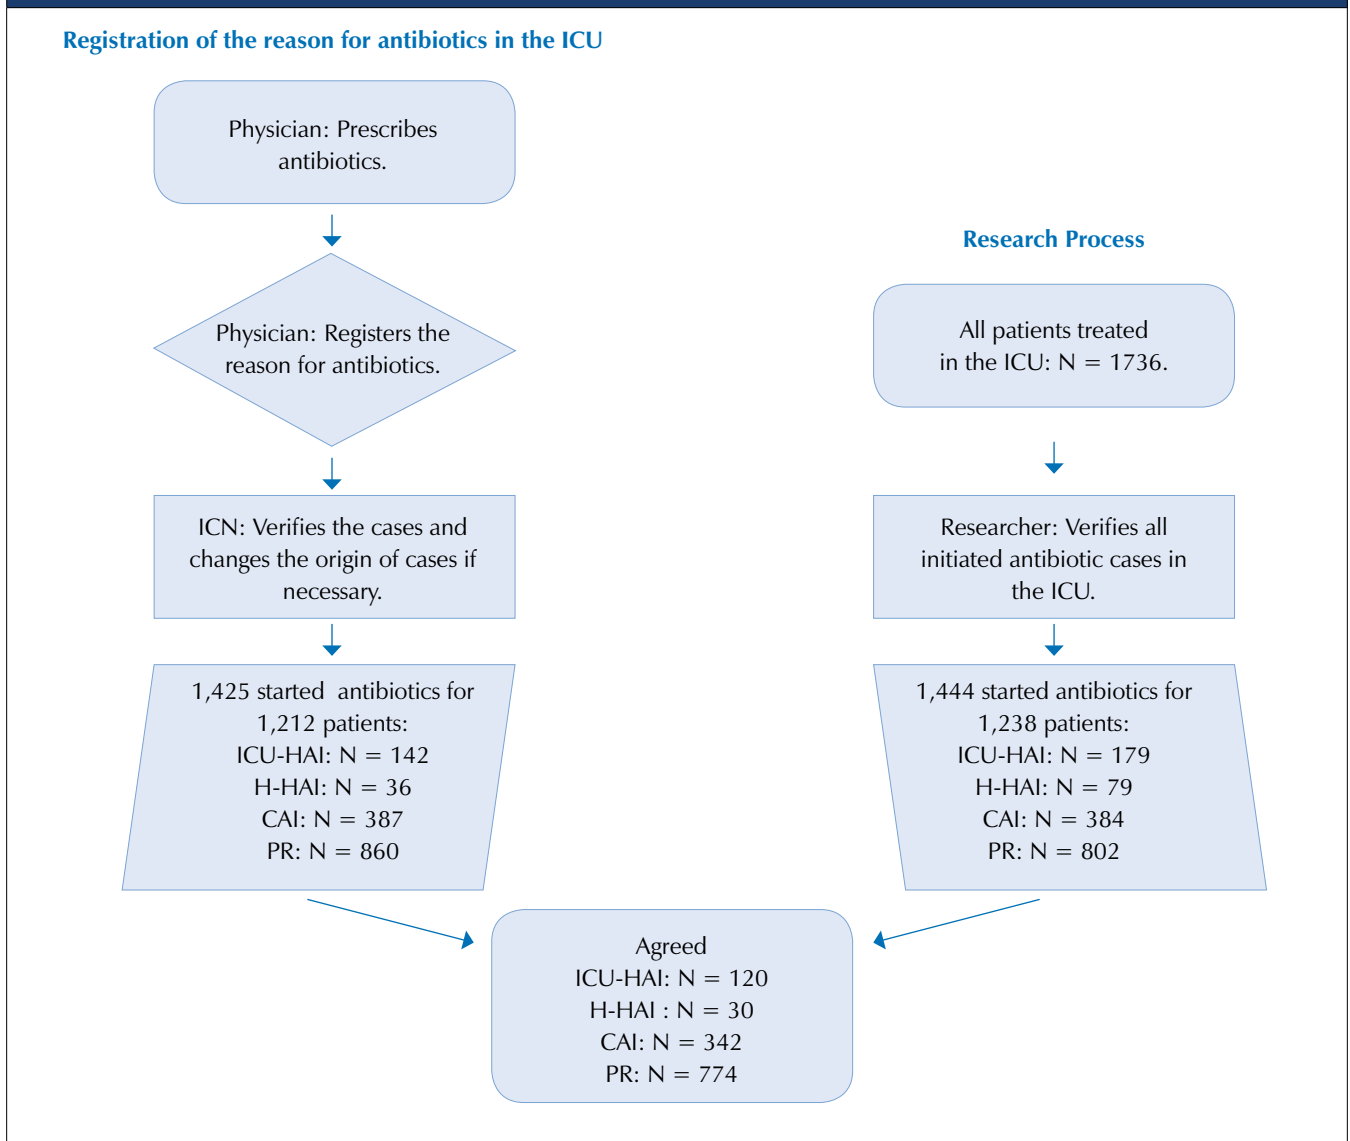 Registration of the reason for antibiotics in the ICU
Physician: Prescribes
antibiotics.
Physician: Registers the
reason for antibiotics.
ICN: Verifies the cases and
changes the origin of cases if
necessary.
1,425 started antibiotics for
1,212 patients:
ICU-HAI: N = 142
H-HAI: N = 36
CAI: N = 387
PR: N = 860
Research Process
All patients treated
in the ICU: N = 1736.
Researcher: Verifies all
initiated antibiotic cases in
the ICU.
1,444 started antibiotics for
1,238 patients:
ICU-HAI: N = 179
H-HAI: N = 79
CAI: N = 384
PR: N = 802
Agreed
ICU-HAI: N = 120
H-HAI : N = 30
CAI: N = 342
PR: N = 774